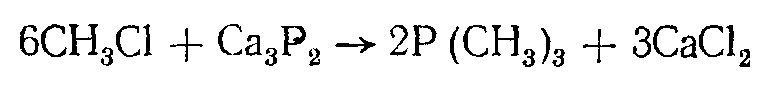 6CH₃Cl + Ca₃P₂ → 2P (CH₃)₃ + 3CaCl₂